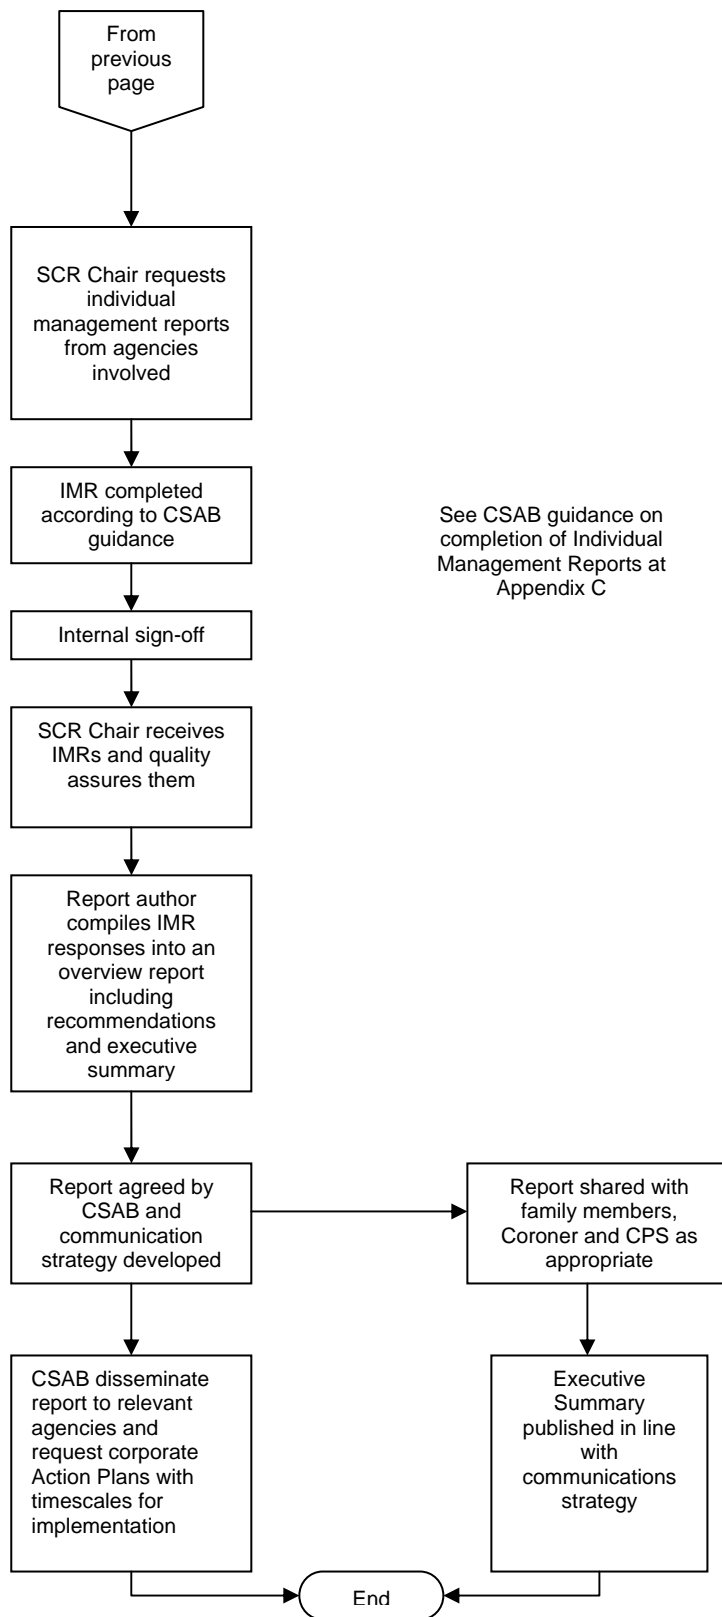 From
previous
page
SCR Chair requests
individual
management reports
from agencies
involved
IMR completed
according to CSAB
guidance
See CSAB guidance on
completion of Individual
Management Reports at
Appendix C
Internal sign-off
SCR Chair receives
IMRs and quality
assures them
Report author
compiles IMR
responses into an
overview report
including
recommendations
and executive
summary
Report agreed by
CSAB and
communication
strategy developed
Report shared with
family members,
Coroner and CPS as
appropriate
CSAB disseminate
report to relevant
agencies and
request corporate
Action Plans with
timescales for
implementation
Executive
Summary
published in line
with
communications
strategy
End